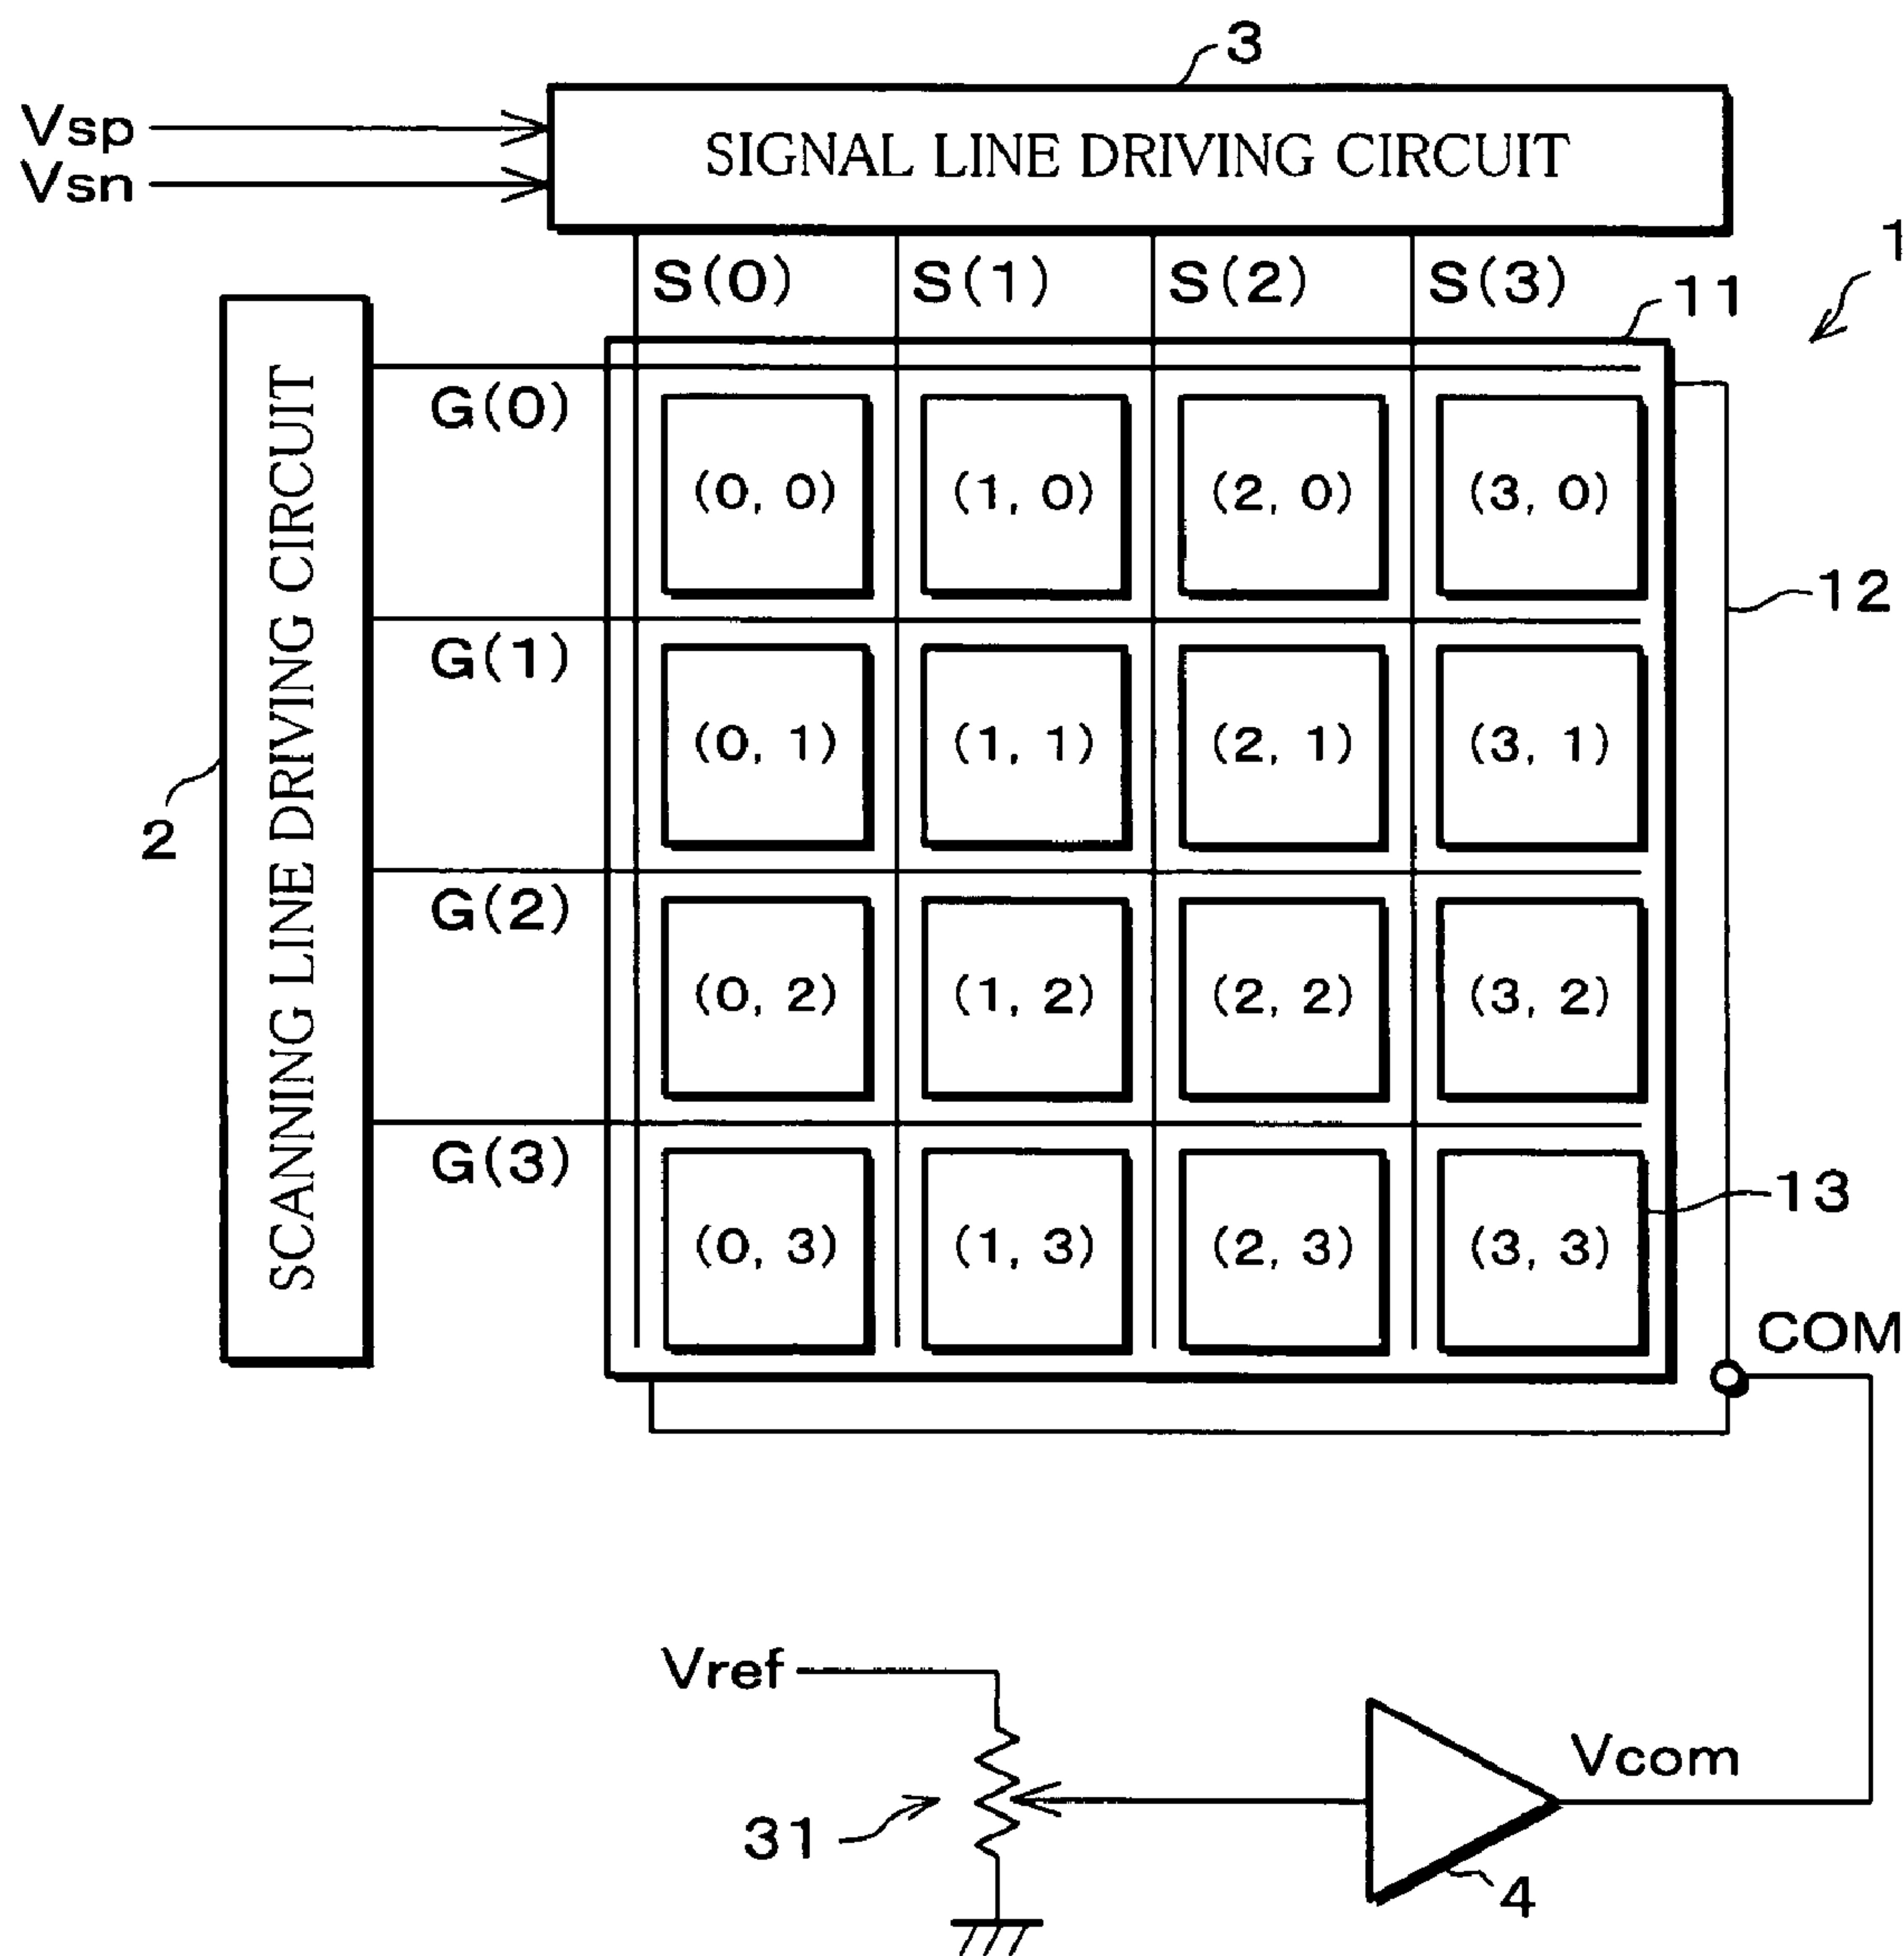 3
Vsp
Vsn
SIGNAL LINE DRIVING CIRCUIT
1
S(0) S(1) S(2) S(3)
11
G(0)
(0, 0) (1, 0) (2, 0) (3, 0)
12
G(1)
(0, 1) (1, 1) (2, 1) (3, 1)
2
SCANNING LINE DRIVING CIRCUIT
G(2)
(0, 2) (1, 2) (2, 2) (3, 2)
G(3)
13
(0, 3) (1, 3) (2, 3) (3, 3)
COM
Vref
Vcom
31
4